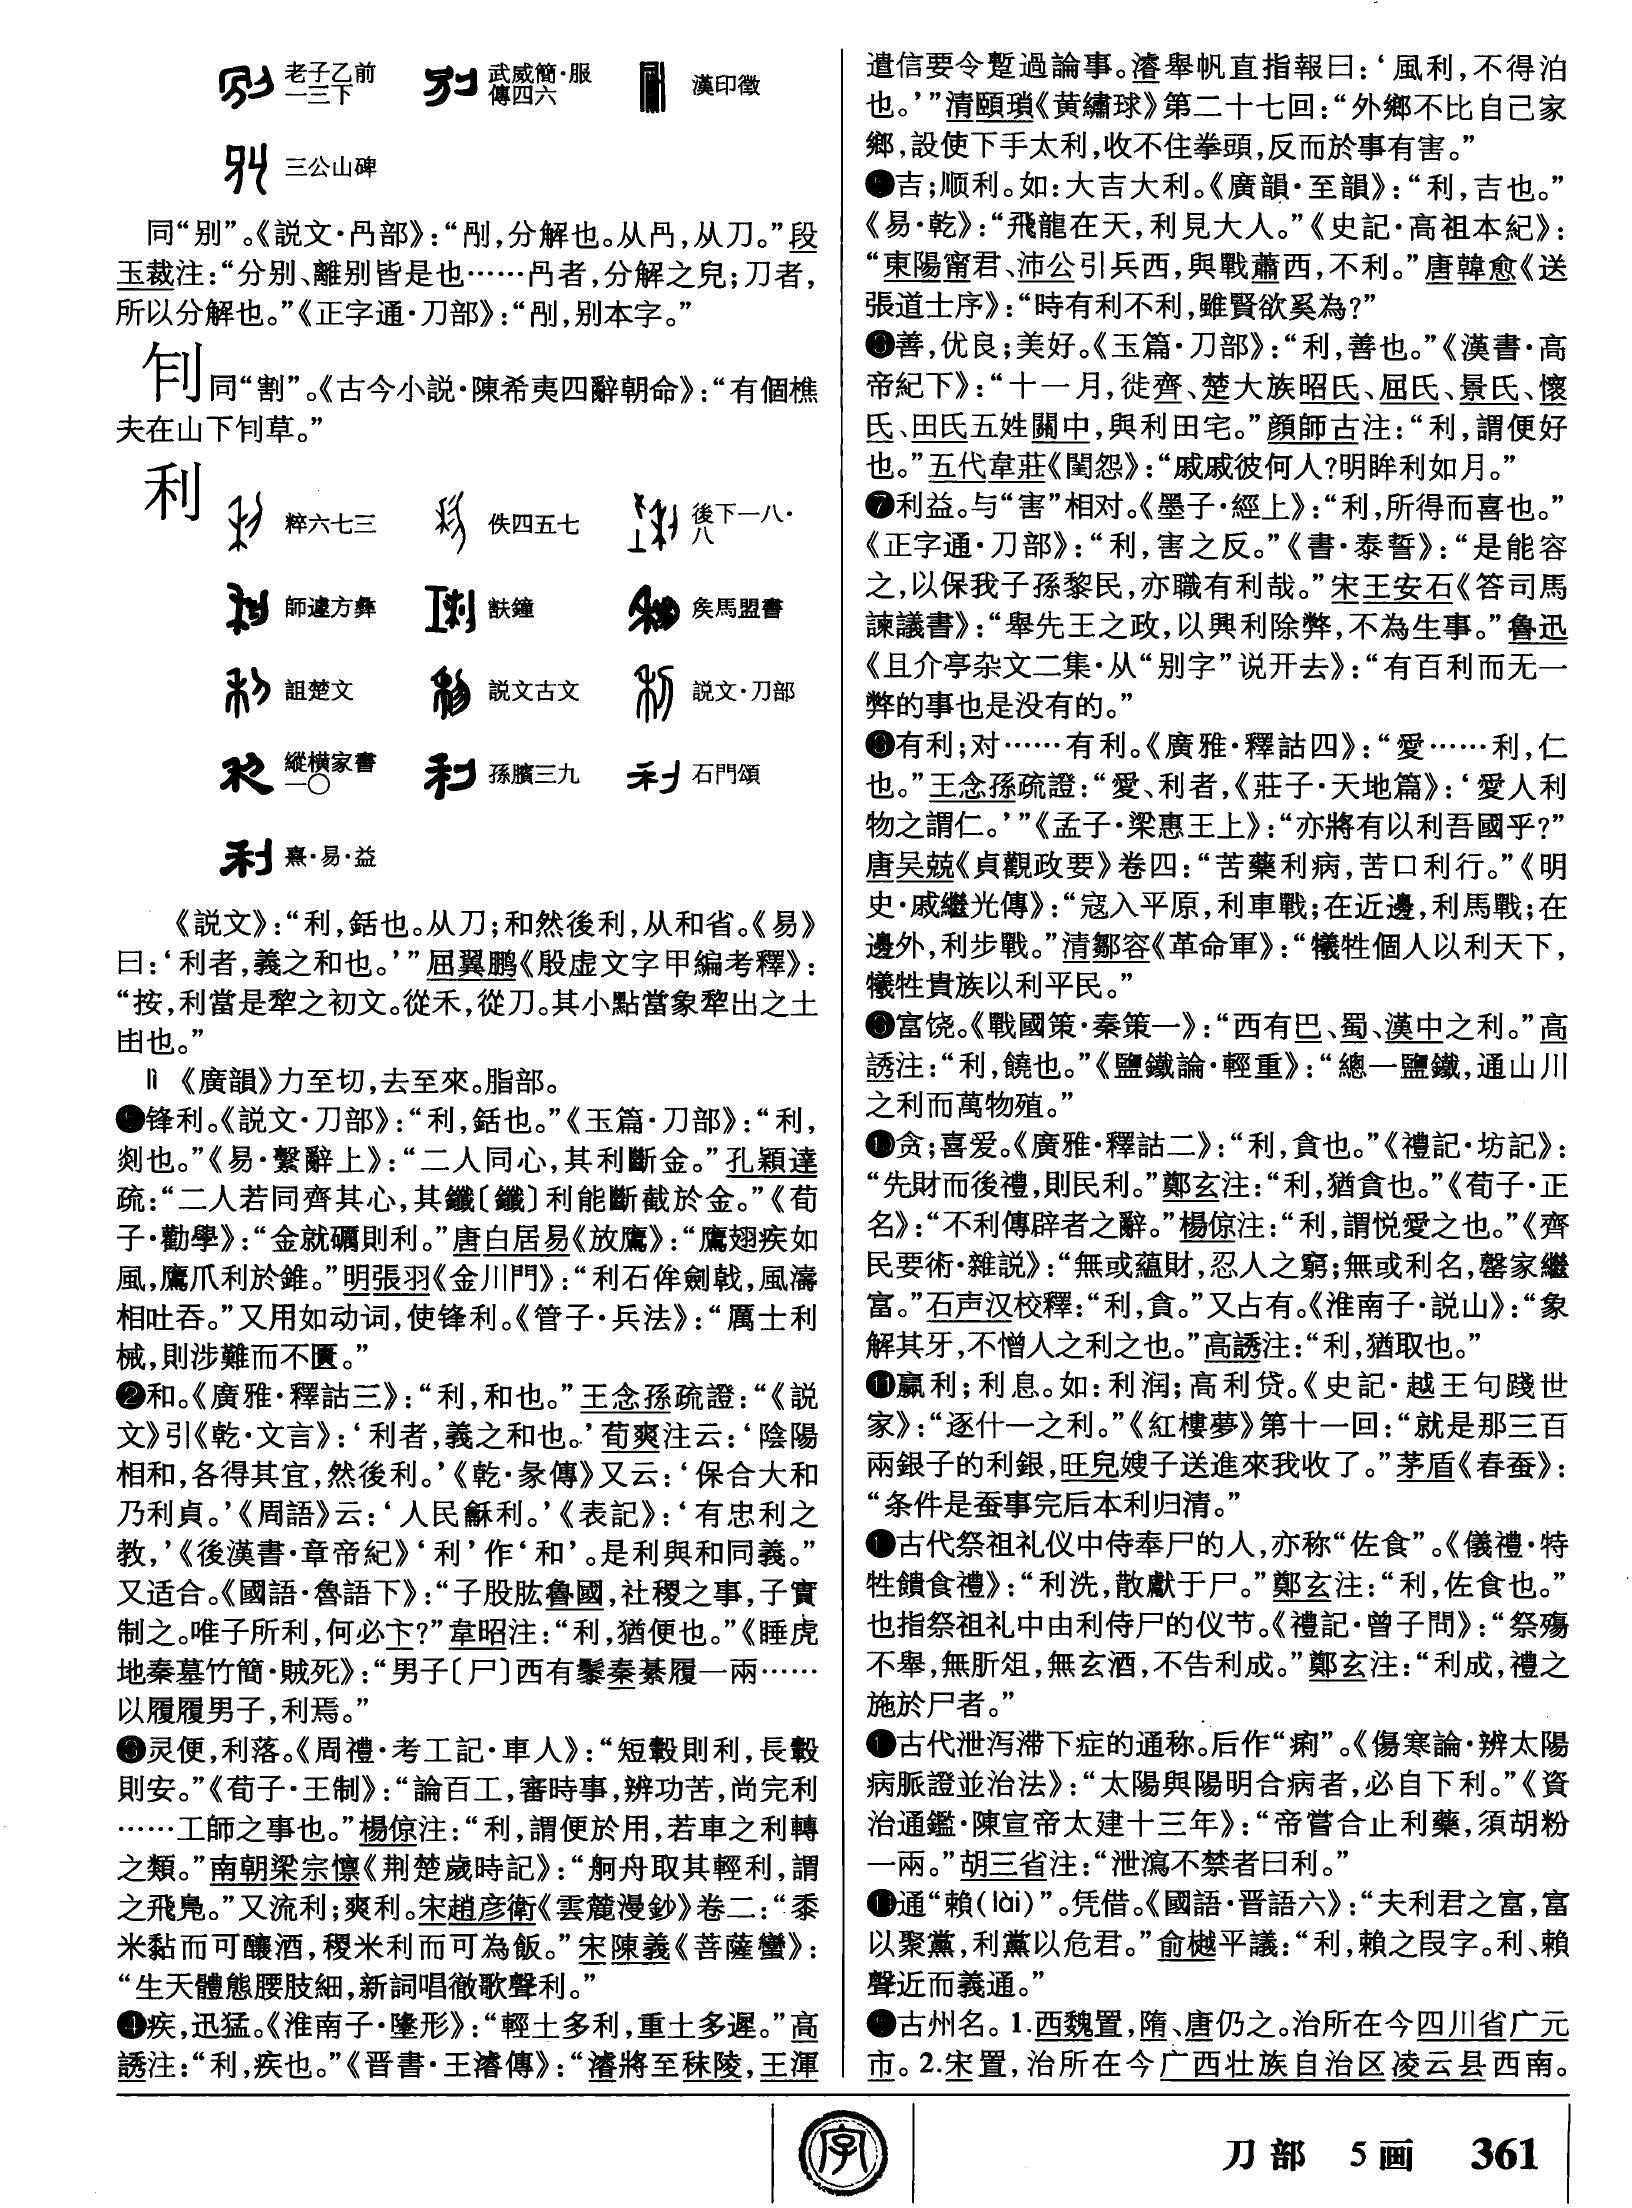 老子乙前一三下
武威簡·服傳四六
漢印徵
三公山碑
同“别”。《説文·冎部》：“𠛰，分解也。从冎，从刀。”段
玉裁注：“分别、離别皆是也……冎者，分解之皃；刀者，
所以分解也。”《正字通·刀部》：“𠛰，别本字。”
同“割”。《古今小説·陳希夷四辭朝命》：“有個樵
夫在山下草。”
利
粹六七三
佚四五七
後下一八·八
師遽方彝
㝬鐘
矦馬盟書
詛楚文
説文古文
説文·刀部
縱横家書一〇
孫臏三九
石門頌
熹·易·益
《説文》：“利，銛也。从刀；和然後利，从和省。《易》
曰：‘利者，義之和也。’”屈翼鹏《殷虚文字甲編考釋》：
“按，利當是犂之初文。從禾，從刀。其小點當象犂出之土
凷也。”
lì 《廣韻》力至切，去至來。脂部。
❶锋利。《説文·刀部》：“利，銛也。”《玉篇·刀部》：“利，
剡也。”《易·繫辭上》：“二人同心，其利斷金。”孔穎達
疏：“二人若同齊其心，其鑯〔纖〕利能斷截於金。”《荀
子·勸學》：“金就礪則利。”唐白居易《放鷹》：“鷹翅疾如
風，鷹爪利於錐。”明張羽《金川門》：“利石侔劍戟，風濤
相吐吞。”又用如动词，使锋利。《管子·兵法》：“厲士利
械，則涉難而不匱。”
❷和。《廣雅·釋詁三》：“利，和也。”王念孫疏證：“《説
文》引《乾·文言》：‘利者，義之和也。’荀爽注云：‘陰陽
相和，各得其宜，然後利。’《乾·彖傳》又云：‘保合大和
乃利貞。’《周語》云：‘人民龢利。’《表記》：‘有忠利之
教，’《後漢書·章帝紀》‘利’作‘和’。是利與和同義。”
又适合。《國語·魯語下》：“子股肱魯國，社稷之事，子實
制之。唯子所利，何必卞？”韋昭注：“利，猶便也。”《睡虎
地秦墓竹簡·賊死》：“男子〔尸〕西有鬃秦綦履一兩……
以履履男子，利焉。”
❸灵便，利落。《周禮·考工記·車人》：“短轂則利，長轂
則安。”《荀子·王制》：“論百工，審時事，辨功苦，尚完利
……工師之事也。”楊倞注：“利，謂便於用，若車之利轉
之類。”南朝梁宗懍《荆楚歲時記》：“舸舟取其輕利，謂
之飛鳧。”又流利；爽利。宋趙彦衛《雲麓漫鈔》卷二：“黍
米黏而可釀酒，稷米利而可為飯。”宋陳義《菩薩蠻》：
“生天體態腰肢細，新詞唱徹歌聲利。”
❹疾，迅猛。《淮南子·墬形》：“輕土多利，重土多遲。”高
誘注：“利，疾也。”《晋書·王濬傳》：“濬將至秣陵，王渾
遣信要令蹔過論事。濬舉帆直指報曰：‘風利，不得泊
也。’”清頤瑣《黄繡球》第二十七回：“外鄉不比自己家
鄉，設使下手太利，收不住拳頭，反而於事有害。”
❺吉；顺利。如：大吉大利。《廣韻·至韻》：“利，吉也。”
《易·乾》：“飛龍在天，利見大人。”《史記·高祖本紀》：
“東陽甯君、沛公引兵西，與戰蕭西，不利。”唐韓愈《送
張道士序》：“時有利不利，雖賢欲奚為？”
❻善，优良；美好。《玉篇·刀部》：“利，善也。”《漢書·高
帝紀下》：“十一月，徙齊、楚大族昭氏、屈氏、景氏、懷
氏、田氏五姓關中，與利田宅。”顔師古注：“利，謂便好
也。”五代韋莊《閨怨》：“戚戚彼何人？明眸利如月。”
❼利益。与“害”相对。《墨子·經上》：“利，所得而喜也。”
《正字通·刀部》：“利，害之反。”《書·泰誓》：“是能容
之，以保我子孫黎民，亦職有利哉。”宋王安石《答司馬
諫議書》：“舉先王之政，以興利除弊，不為生事。”魯迅
《且介亭杂文二集·从“别字”说开去》：“有百利而无一
弊的事也是没有的。”
❽有利；对……有利。《廣雅·釋詁四》：“愛……利，仁
也。”王念孫疏證：“愛、利者，《莊子·天地篇》：‘愛人利
物之謂仁。’”《孟子·梁惠王上》：“亦將有以利吾國乎？”
唐吴兢《貞觀政要》卷四：“苦藥利病，苦口利行。”《明
史·戚繼光傳》：“寇入平原，利車戰；在近邊，利馬戰；在
邊外，利步戰。”清鄒容《革命軍》：“犧牲個人以利天下，
犧牲貴族以利平民。”
❾富饶。《戰國策·秦策一》：“西有巴、蜀、漢中之利。”高
誘注：“利，饒也。”《鹽鐵論·輕重》：“總一鹽鐵，通山川
之利而萬物殖。”
❿贪；喜爱。《廣雅·釋詁二》：“利，貪也。”《禮記·坊記》：
“先財而後禮，則民利。”鄭玄注：“利，猶貪也。”《荀子·正
名》：“不利傳辟者之辭。”楊倞注：“利，謂悦愛之也。”《齊
民要術·雜説》：“無或蘊財，忍人之窮；無或利名，罄家繼
富。”石声汉校釋：“利，貪。”又占有。《淮南子·説山》：“象
解其牙，不憎人之利之也。”高誘注：“利，猶取也。”
⓫赢利；利息。如：利润；高利贷。《史記·越王句踐世
家》：“逐什一之利。”《紅樓夢》第十一回：“就是那三百
兩銀子的利銀，旺兒嫂子送進來我收了。”茅盾《春蚕》：
“条件是蚕事完后本利归清。”
⓬古代祭祖礼仪中侍奉尸的人，亦称“佐食”。《儀禮·特
牲饋食禮》：“利洗，散獻于尸。”鄭玄注：“利，佐食也。”
也指祭祖礼中由利侍尸的仪节。《禮記·曾子問》：“祭殤
不舉，無肵俎，無玄酒，不告利成。”鄭玄注：“利成，禮之
施於尸者。”
⓭古代泄泻滞下症的通称。后作“痢”。《傷寒論·辨太陽
病脈證並治法》：“太陽與陽明合病者，必自下利。”《資
治通鑑·陳宣帝太建十三年》：“帝嘗合止利藥，須胡粉
一兩。”胡三省注：“泄瀉不禁者曰利。”
⓮通“賴（lài）”。凭借。《國語·晋語六》：“夫利君之富，富
以聚黨，利黨以危君。”俞樾平議：“利，賴之叚字。利、賴
聲近而義通。”
⓯古州名。1.西魏置，隋、唐仍之。治所在今四川省广元
市。2.宋置，治所在今广西壮族自治区凌云县西南。
字
刀部 5画 361